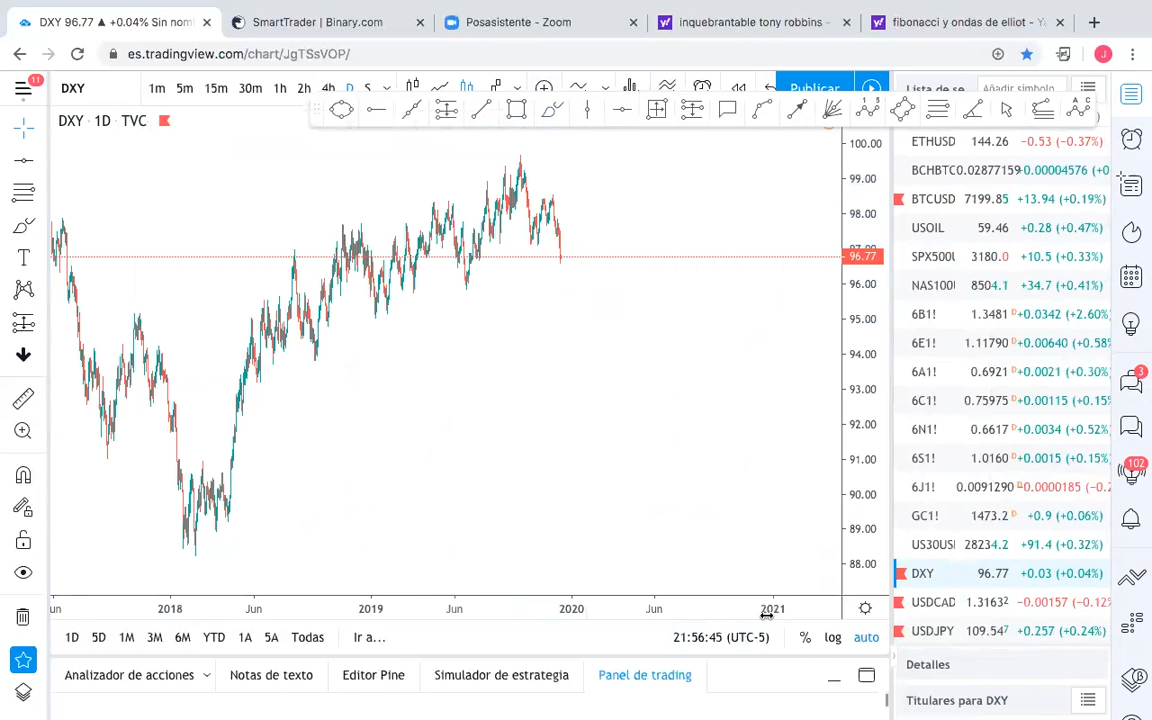 DXY 96.77 ▲ +0.04% Sin nom
SmartTrader | Binary.com
Posasistente - Zoom
inquebrantable tony robbins -
fibonacci y ondas de elliot - Ya
es.tradingview.com/chart/JgTSsVOP/
J
11
DXY
1m 5m 15m 30m 1h 2h 4h D S
Publicar
Lista de se
Añadir símbolo
DXY · 1D · TVC
100.00
99.00
98.00
97.00
96.77
96.00
95.00
94.00
93.00
92.00
91.00
90.00
89.00
88.00
ETHUSD 144.26 −0.53 (−0.37%)
BCHBTC 0.02877159 +0.00004576 (+0
BTCUSD 7199.85 +13.94 (+0.19%)
USOIL 59.46 +0.28 (+0.47%)
SPX500U 3180.0 +10.5 (+0.33%)
NAS100U 8504.1 +34.7 (+0.41%)
6B1! 1.3481 D +0.0342 (+2.60%)
6E1! 1.11790 D +0.00640 (+0.58%
6A1! 0.6921 D +0.0021 (+0.30%)
6C1! 0.75975 D +0.00115 (+0.15%
6N1! 0.6617 D +0.0034 (+0.52%)
6S1! 1.0160 D +0.0015 (+0.15%)
6J1! 0.0091290 D −0.0000185 (−0.2
GC1! 1473.2 D +0.9 (+0.06%)
US30USD 28234.2 +91.4 (+0.32%)
DXY 96.77 +0.03 (+0.04%)
USDCAD 1.31632 −0.00157 (−0.12%
USDJPY 109.547 +0.257 (+0.24%)
3
102
un 2018 Jun 2019 Jun 2020 Jun 2021
1D 5D 1M 3M 6M YTD 1A 5A Todas Ir a...
21:56:45 (UTC-5) % log auto
Analizador de acciones Notas de texto Editor Pine Simulador de estrategia Panel de trading
Detalles
Titulares para DXY